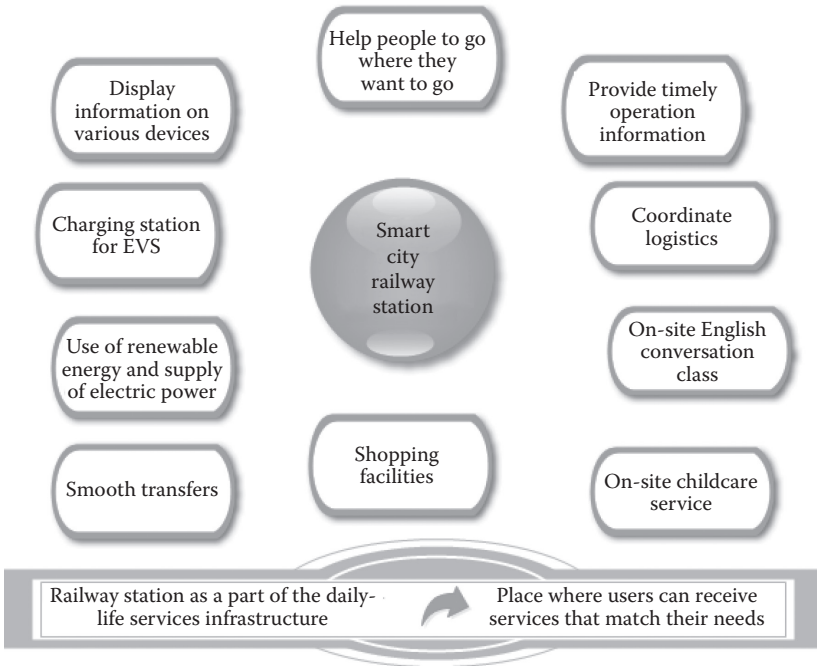 Help people to go
where they
want to go
Display
information on
various devices
Provide timely
operation
information
Charging station
for EVS
Smart
city
railway
station
Coordinate
logistics
Use of renewable
energy and supply
of electric power
On-site English
conversation
class
Smooth transfers
Shopping
facilities
On-site childcare
service
Railway station as a part of the daily-
life services infrastructure
Place where users can receive
services that match their needs